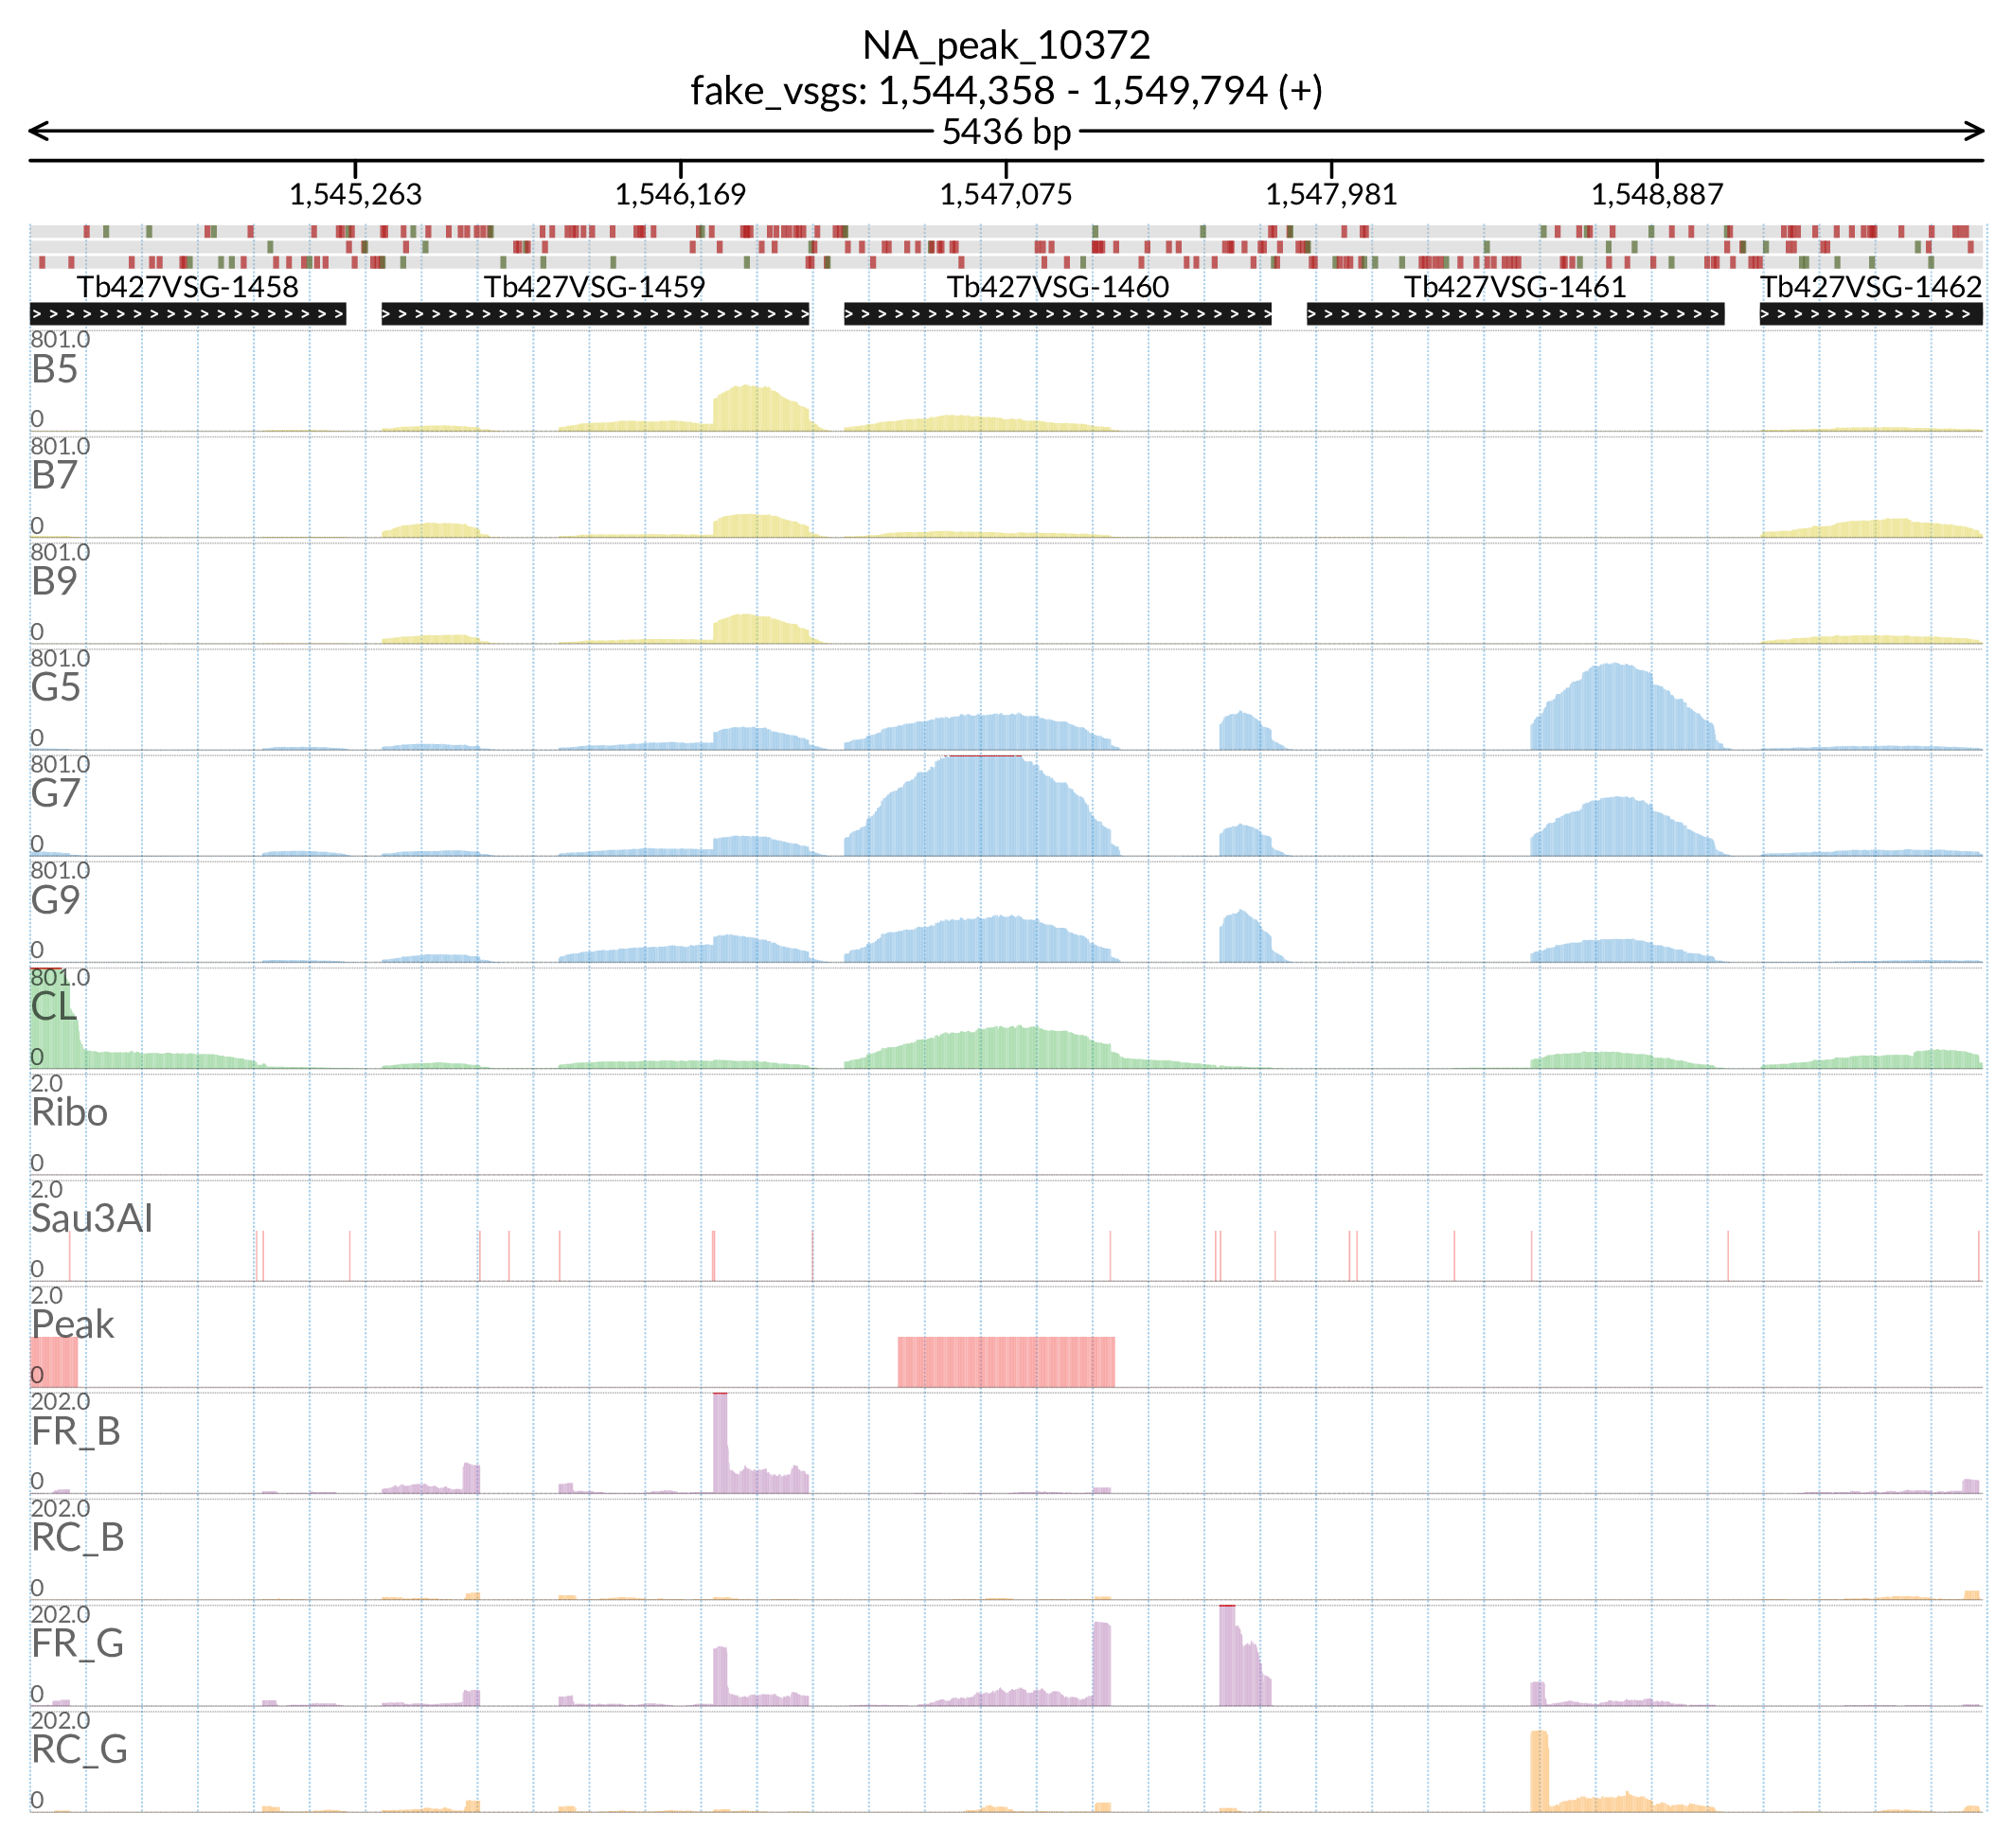 NA_peak_10372
fake_vsgs: 1,544,358 - 1,549,794 (+)
5436 bp
1,545,263 1,546,169 1,547,075 1,547,981 1,548,887
Tb427VSG-1458 Tb427VSG-1459 Tb427VSG-1460 Tb427VSG-1461 Tb427VSG-1462
801.0
B5
0
801.0
B7
0
801.0
B9
0
801.0
G5
0
801.0
G7
0
801.0
G9
0
801.0
CL
0
2.0
Ribo
0
2.0
Sau3AI
0
2.0
Peak
0
202.0
FR_B
0
202.0
RC_B
0
202.0
FR_G
0
202.0
RC_G
0